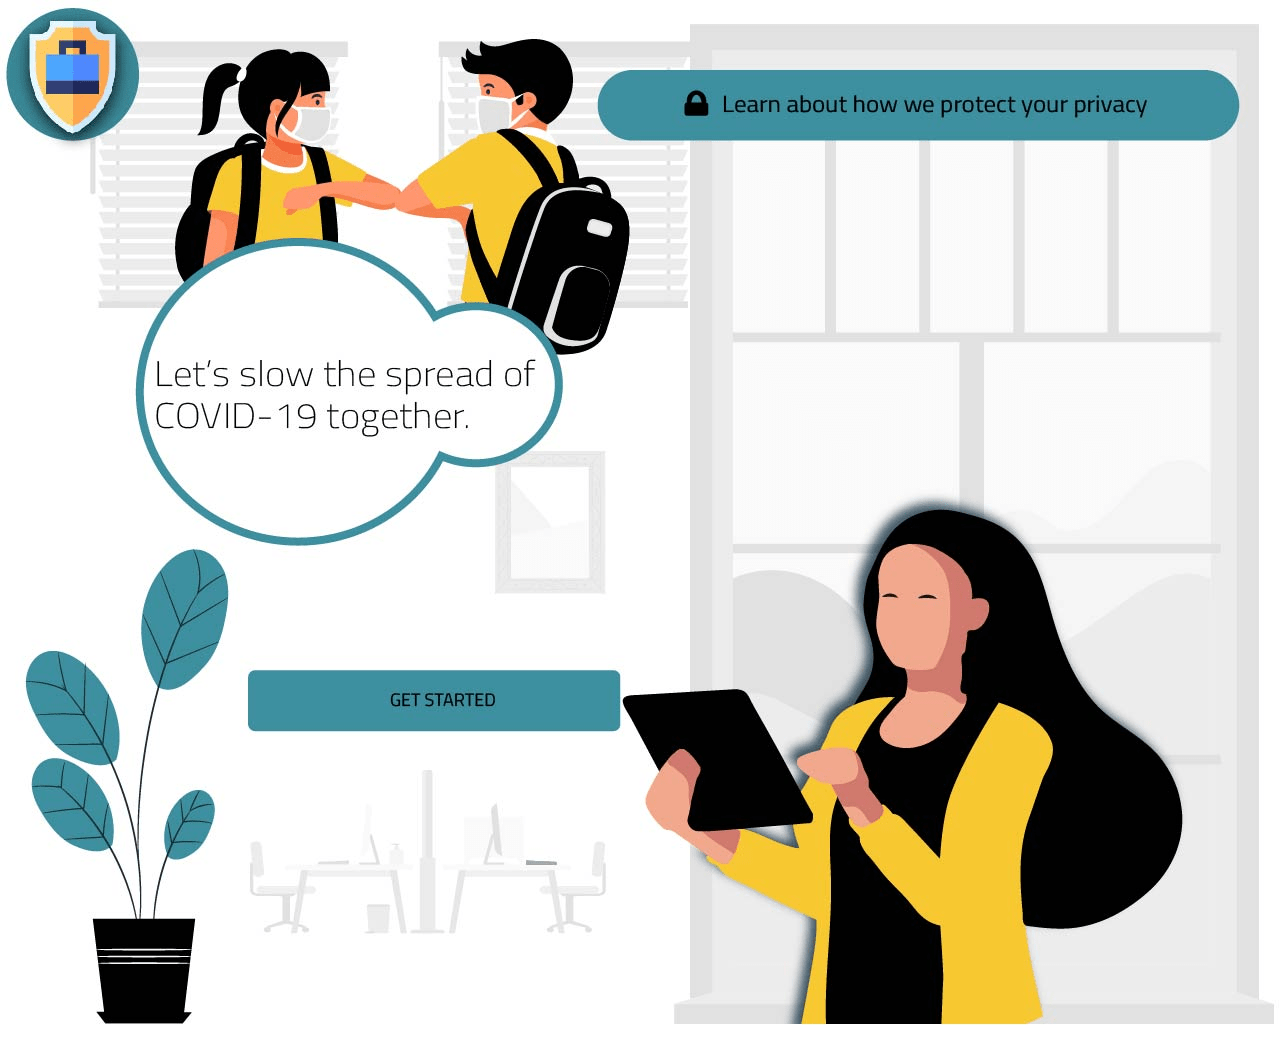 Learn about how we protect your privacy
Let's slow the spread of
COVID-19 together.
GET STARTED